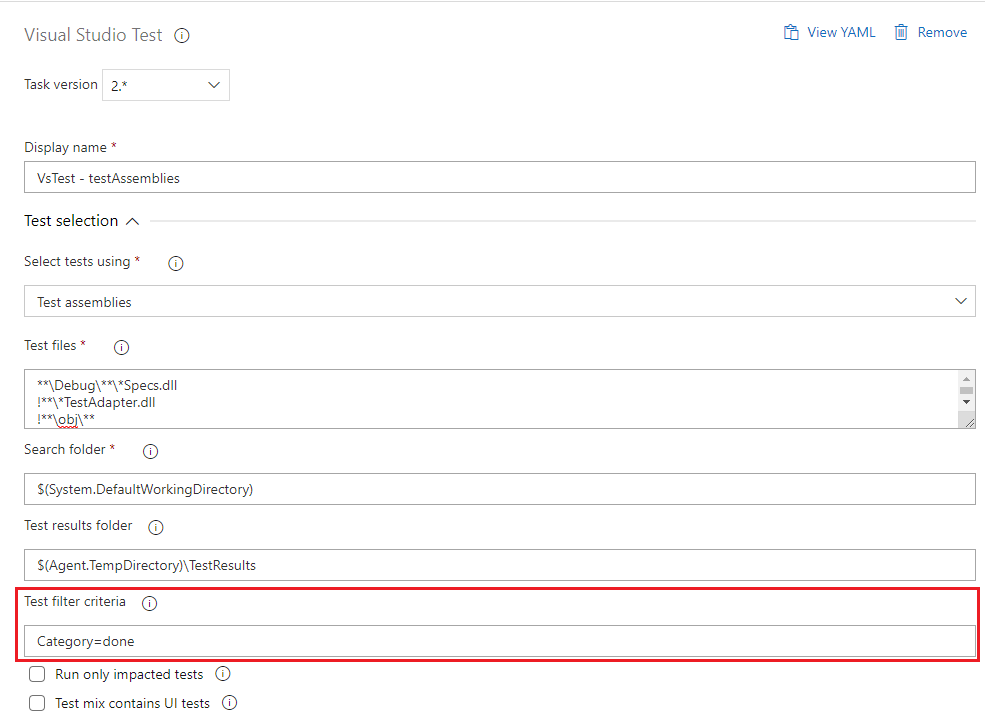 Visual Studio Test
View YAML
Remove
Task version
2.*
Display name *
VsTest - testAssemblies
Test selection
Select tests using *
Test assemblies
Test files *
**\Debug\**\*Specs.dll
!**\*TestAdapter.dll
!**\obj\**
Search folder *
$(System.DefaultWorkingDirectory)
Test results folder
$(Agent.TempDirectory)\TestResults
Test filter criteria
Category=done
Run only impacted tests
Test mix contains UI tests